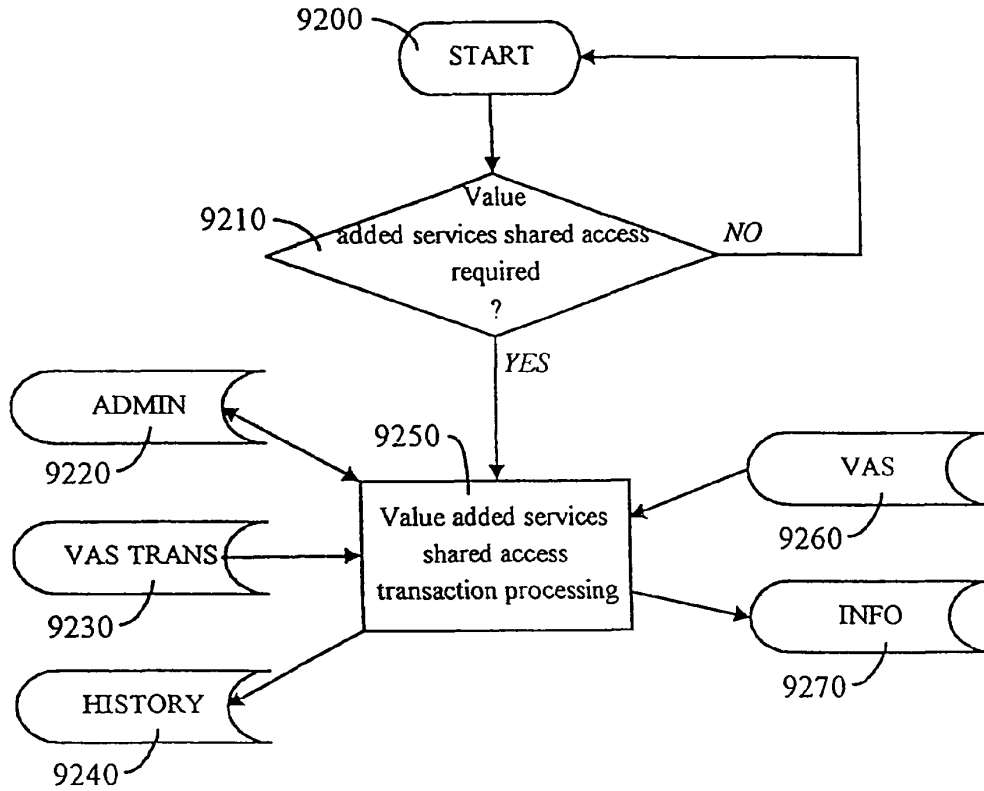 9200
START
9210
Value
added services shared access
required
?
NO
YES
ADMIN
9220
9250
VAS
9260
Value added services
shared access
transaction processing
VAS TRANS
9230
INFO
9270
HISTORY
9240